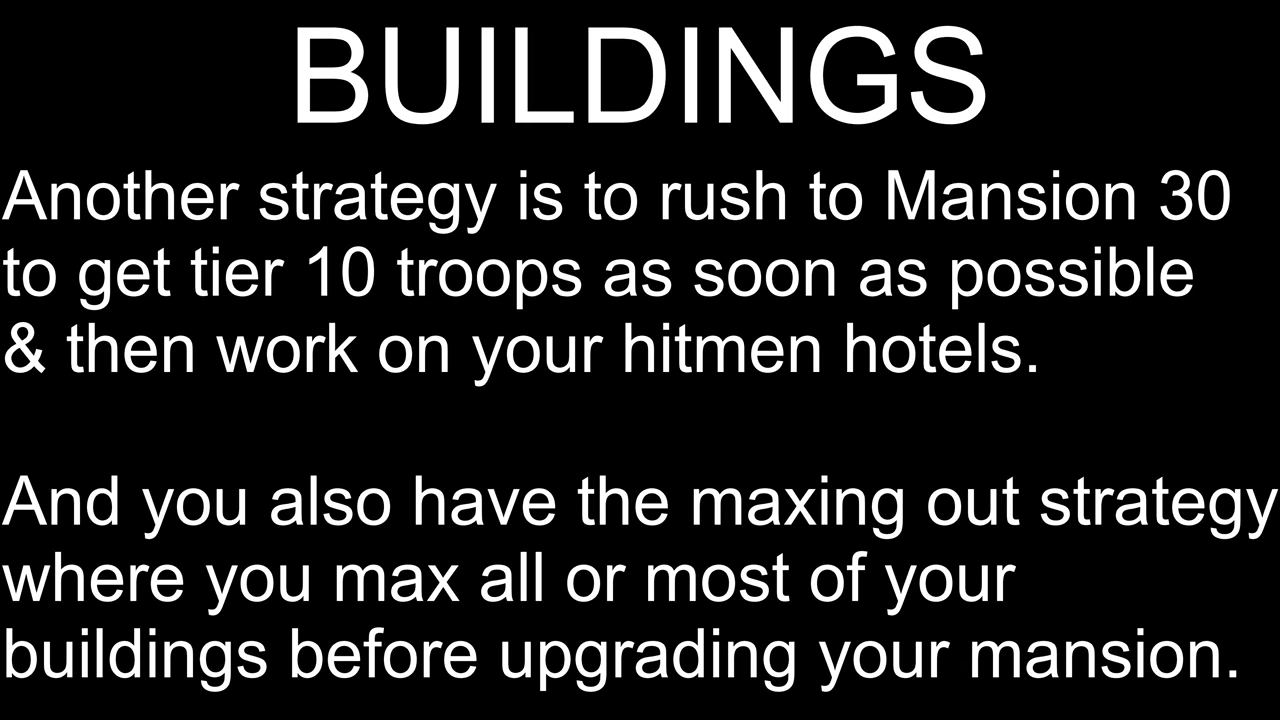 BUILDINGS
Another strategy is to rush to Mansion 30
to get tier 10 troops as soon as possible
& then work on your hitmen hotels.
And you also have the maxing out strategy
where you max all or most of your
buildings before upgrading your mansion.